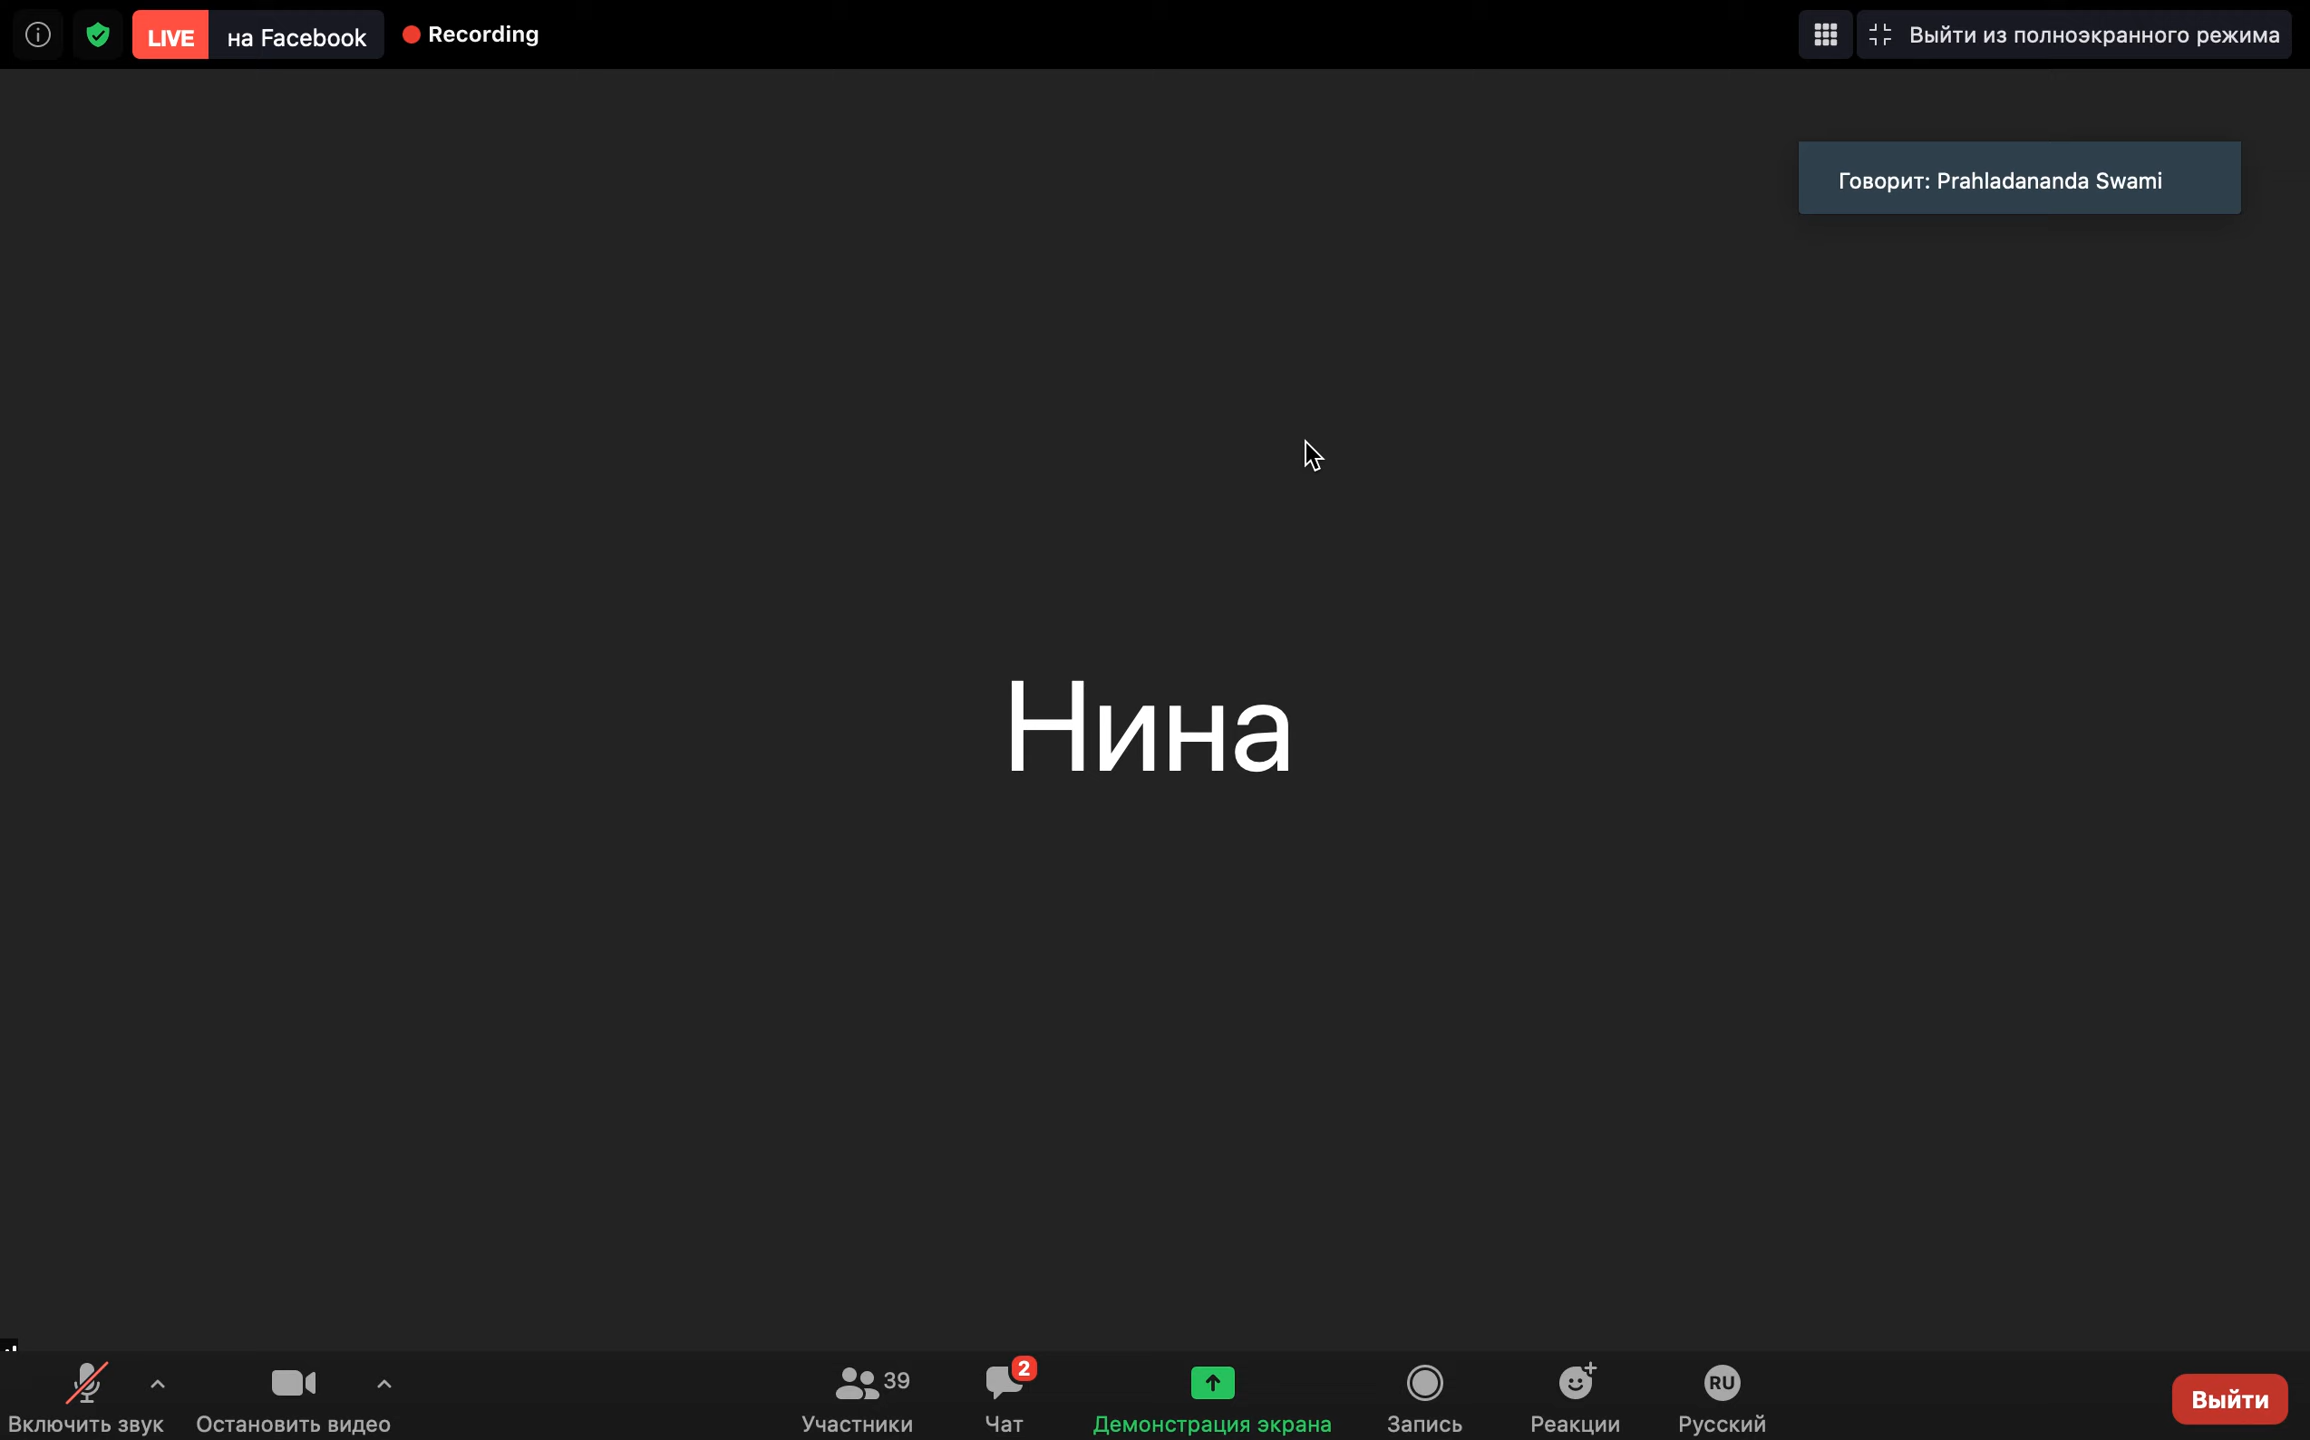 LIVE на Facebook Recording Выйти из полноэкранного режима
Говорит: Prahladananda Swami
Нина
39 2 RU
Включить звук Остановить видео Участники Чат Демонстрация экрана Запись Реакции Русский Выйти